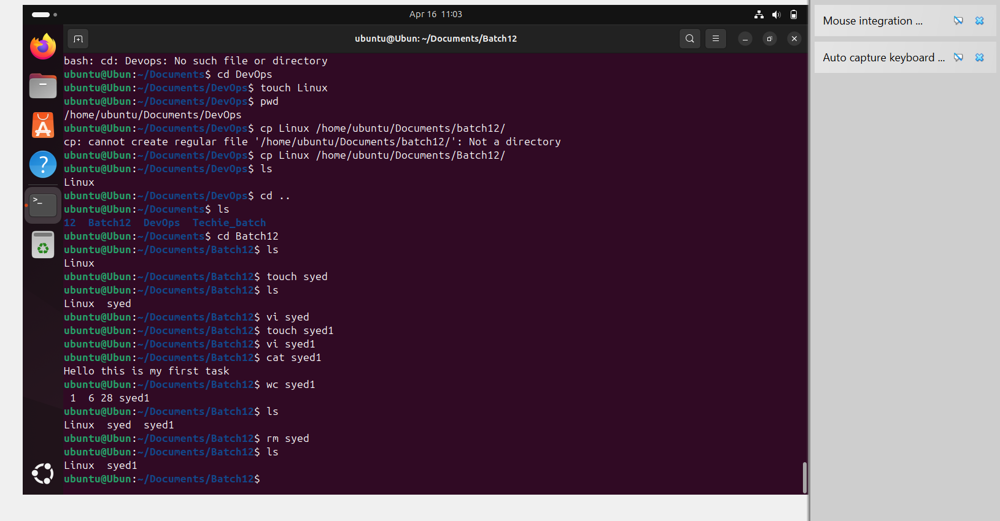 Apr 16 11:03
ubuntu@Ubun: ~/Documents/Batch12
bash: cd: Devops: No such file or directory
ubuntu@Ubun:~/Documents$ cd DevOps
ubuntu@Ubun:~/Documents/DevOps$ touch Linux
ubuntu@Ubun:~/Documents/DevOps$ pwd
/home/ubuntu/Documents/DevOps
ubuntu@Ubun:~/Documents/DevOps$ cp Linux /home/ubuntu/Documents/batch12/
cp: cannot create regular file '/home/ubuntu/Documents/batch12/': Not a directory
ubuntu@Ubun:~/Documents/DevOps$ cp Linux /home/ubuntu/Documents/Batch12/
ubuntu@Ubun:~/Documents/DevOps$ ls
Linux
ubuntu@Ubun:~/Documents/DevOps$ cd ..
ubuntu@Ubun:~/Documents$ ls
12  Batch12  DevOps  Techie_batch
ubuntu@Ubun:~/Documents$ cd Batch12
ubuntu@Ubun:~/Documents/Batch12$ ls
Linux
ubuntu@Ubun:~/Documents/Batch12$ touch syed
ubuntu@Ubun:~/Documents/Batch12$ ls
Linux  syed
ubuntu@Ubun:~/Documents/Batch12$ vi syed
ubuntu@Ubun:~/Documents/Batch12$ touch syed1
ubuntu@Ubun:~/Documents/Batch12$ vi syed1
ubuntu@Ubun:~/Documents/Batch12$ cat syed1
Hello this is my first task
ubuntu@Ubun:~/Documents/Batch12$ wc syed1
 1  6 28 syed1
ubuntu@Ubun:~/Documents/Batch12$ ls
Linux  syed  syed1
ubuntu@Ubun:~/Documents/Batch12$ rm syed
ubuntu@Ubun:~/Documents/Batch12$ ls
Linux  syed1
ubuntu@Ubun:~/Documents/Batch12$
Mouse integration ...
Auto capture keyboard ...